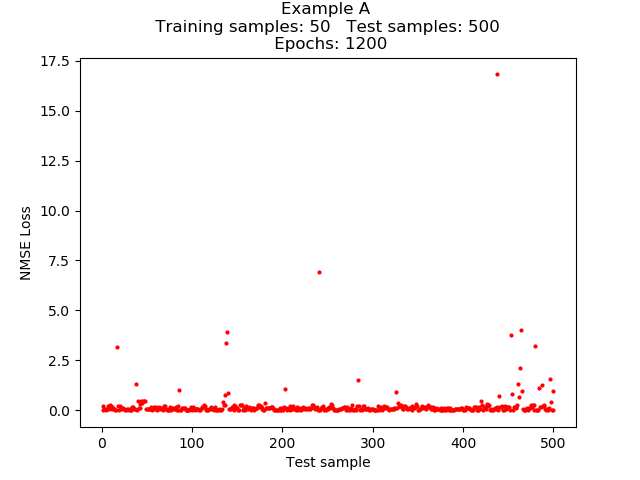 Example A
Training samples: 50   Test samples: 500
Epochs: 1200
17.5
15.0
12.5
10.0
7.5
5.0
2.5
0.0
NMSE Loss
0 100 200 300 400 500
Test sample